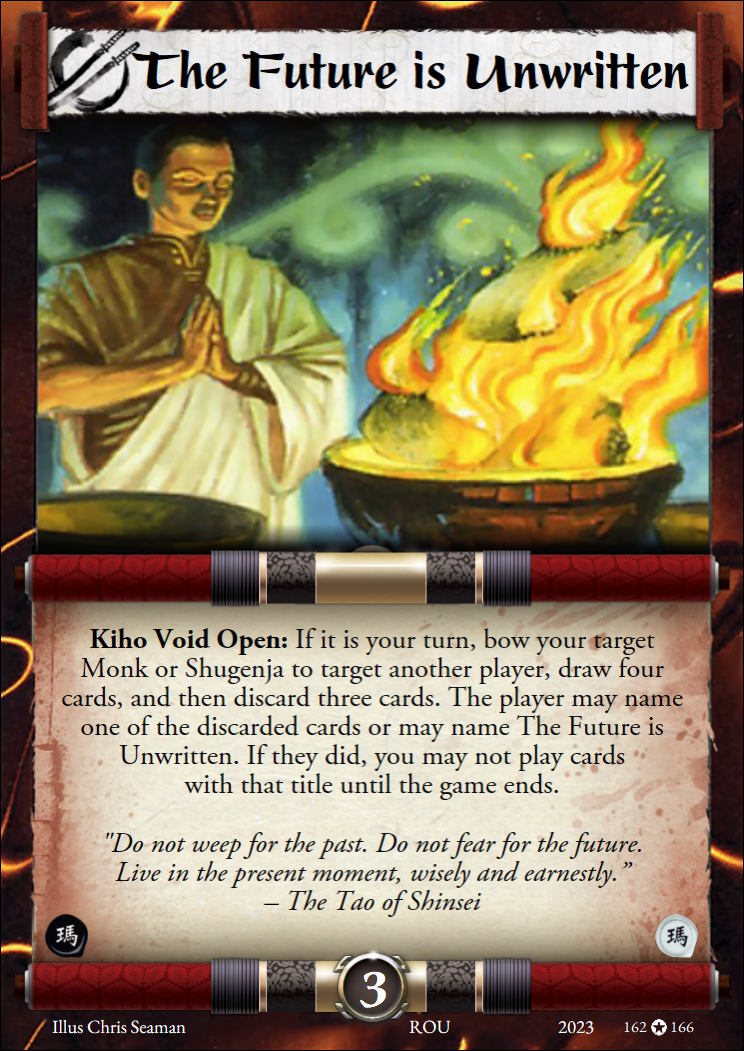 The Future is Unwritten
Kiho Void Open: If it is your turn, bow your target
Monk or Shugenja to target another player, draw four
cards, and then discard three cards. The player may name
one of the discarded cards or may name The Future is
Unwritten. If they did, you may not play cards
with that title until the game ends.
"Do not weep for the past. Do not fear for the future.
Live in the present moment, wisely and earnestly.”
– The Tao of Shinsei
瑪
瑪
3
Illus Chris Seaman ROU 2023 162 ✪ 166